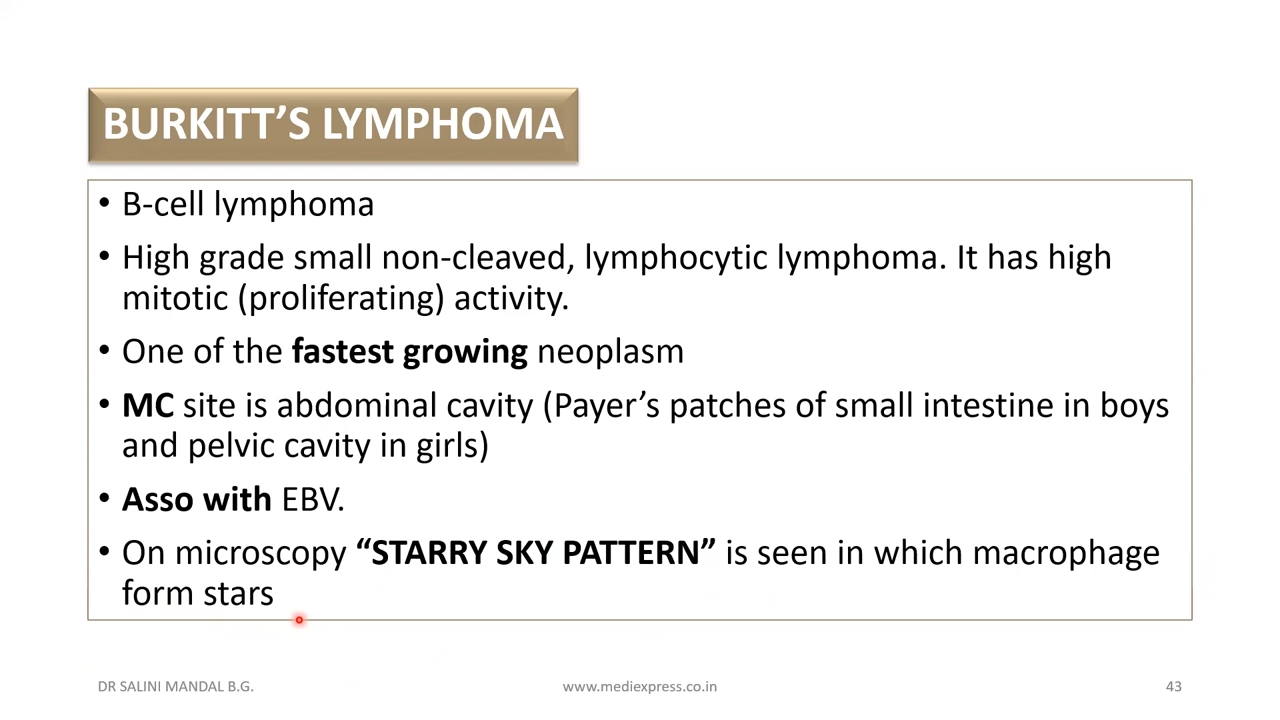 BURKITT’S LYMPHOMA
• B-cell lymphoma
• High grade small non-cleaved, lymphocytic lymphoma. It has high
mitotic (proliferating) activity.
• One of the fastest growing neoplasm
• MC site is abdominal cavity (Payer’s patches of small intestine in boys
and pelvic cavity in girls)
• Asso with EBV.
• On microscopy “STARRY SKY PATTERN” is seen in which macrophage
form stars
DR SALINI MANDAL B.G.
www.mediexpress.co.in
43